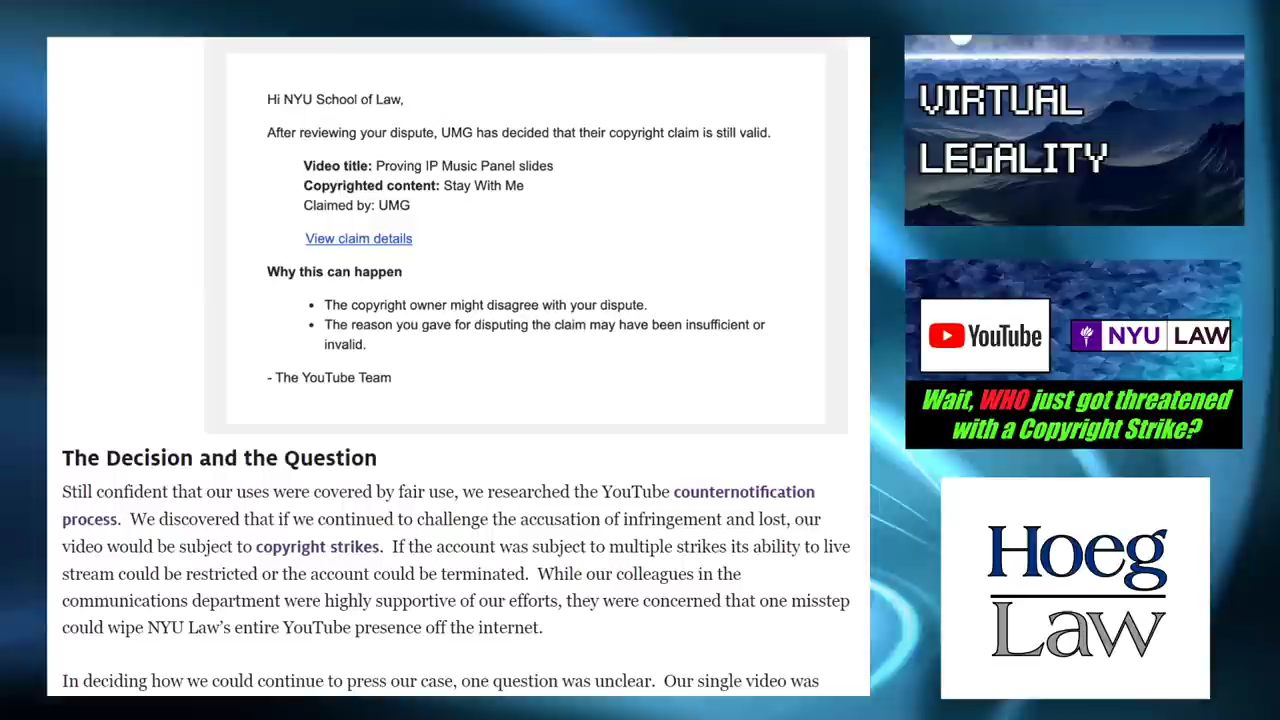 Hi NYU School of Law,
After reviewing your dispute, UMG has decided that their copyright claim is still valid.
Video title: Proving IP Music Panel slides
Copyrighted content: Stay With Me
Claimed by: UMG
View claim details
Why this can happen
• The copyright owner might disagree with your dispute.
• The reason you gave for disputing the claim may have been insufficient or
invalid.
- The YouTube Team
The Decision and the Question
Still confident that our uses were covered by fair use, we researched the YouTube counternotification
process. We discovered that if we continued to challenge the accusation of infringement and lost, our
video would be subject to copyright strikes. If the account was subject to multiple strikes its ability to live
stream could be restricted or the account could be terminated. While our colleagues in the
communications department were highly supportive of our efforts, they were concerned that one misstep
could wipe NYU Law's entire YouTube presence off the internet.
In deciding how we could continue to press our case, one question was unclear. Our single video was
VIRTUAL
LEGALITY
YouTube
NYU LAW
Wait, WHO just got threatened
with a Copyright Strike?
Hoeg
Law